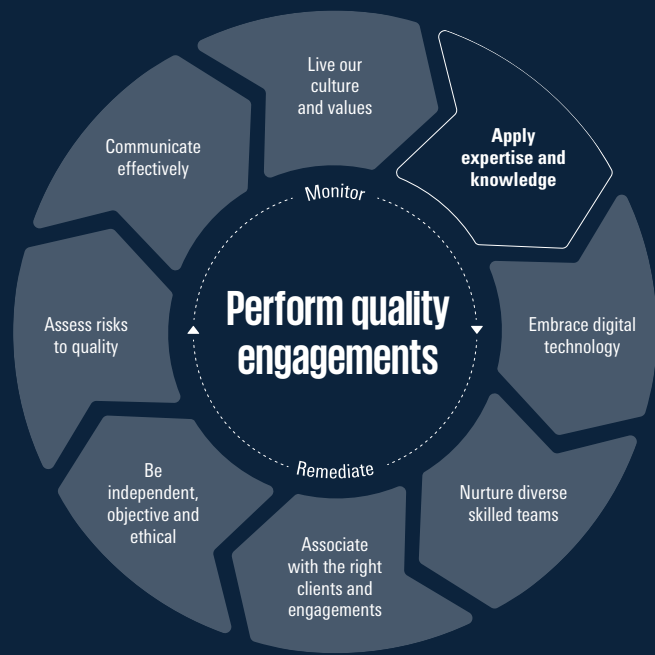 Live our
culture
and values
Apply
expertise and
knowledge
Embrace digital
technology
Nurture diverse
skilled teams
Associate
with the right
clients and
engagements
Be
independent,
objective and
ethical
Assess risks
to quality
Communicate
effectively
Monitor
Perform quality
engagements
Remediate